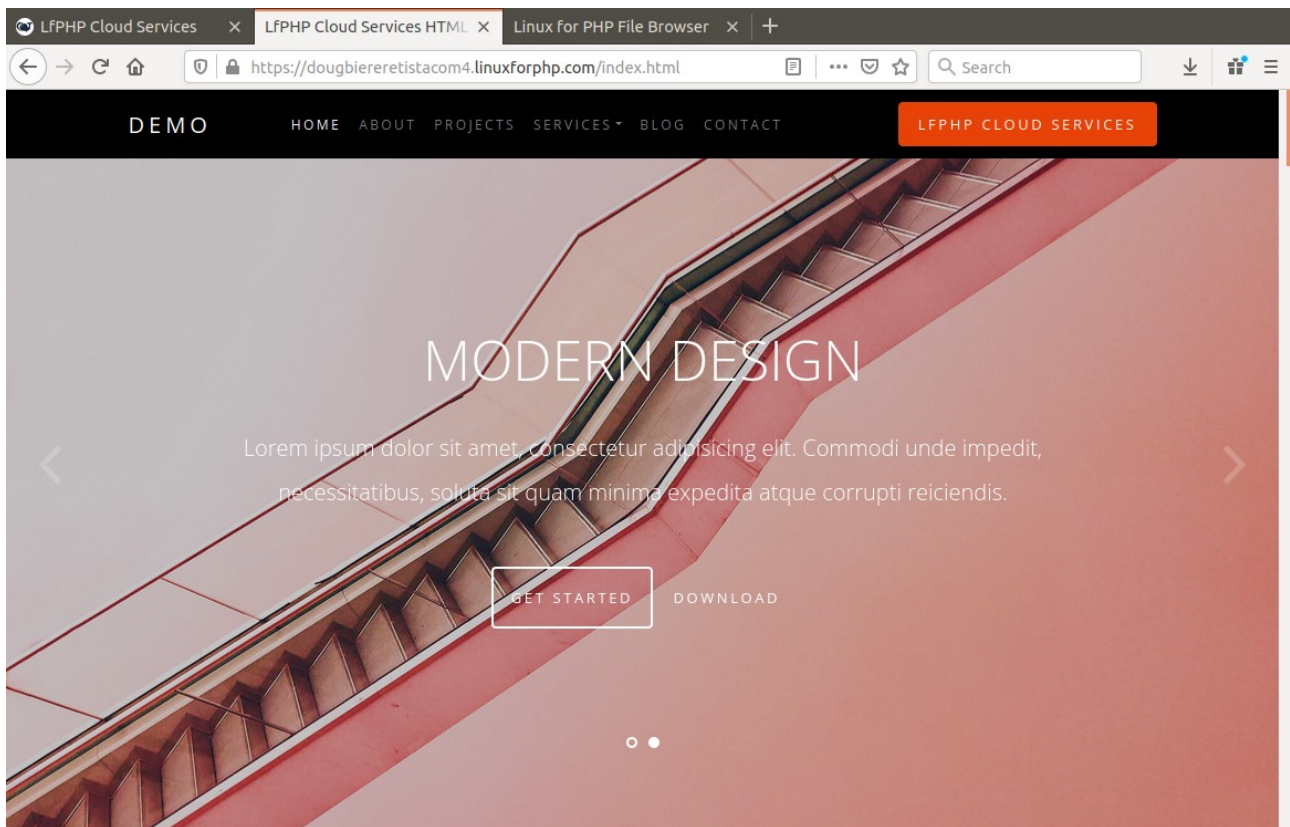 LfPHP Cloud Services
LfPHP Cloud Services HTML
Linux for PHP File Browser
https://dougbiereretistacom4.linuxforphp.com/index.html
Search
DEMO
HOME ABOUT PROJECTS SERVICES BLOG CONTACT
LFPHP CLOUD SERVICES
MODERN DESIGN
Lorem ipsum dolor sit amet, consectetur adipisicing elit. Commodi unde impedit,
necessitatibus, soluta sit quam minima expedita atque corrupti reiciendis.
GET STARTED
DOWNLOAD